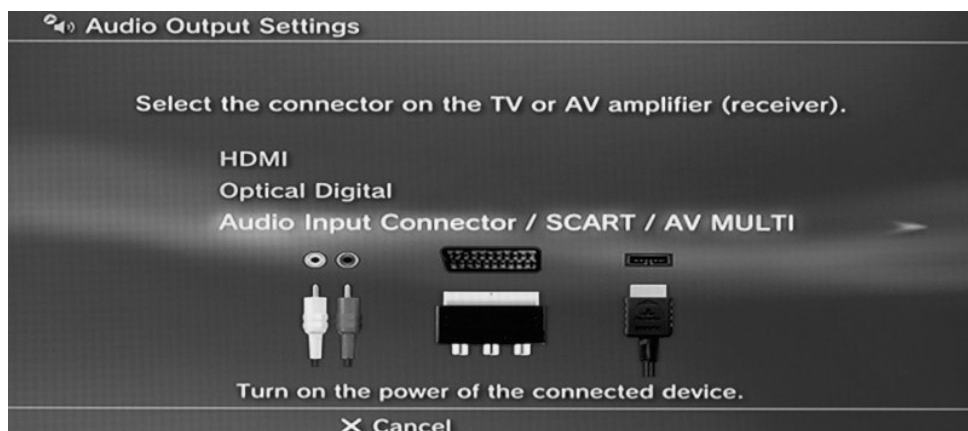 Audio Output Settings
Select the connector on the TV or AV amplifier (receiver).
HDMI
Optical Digital
Audio Input Connector / SCART / AV MULTI
Turn on the power of the connected device.
X Cancel